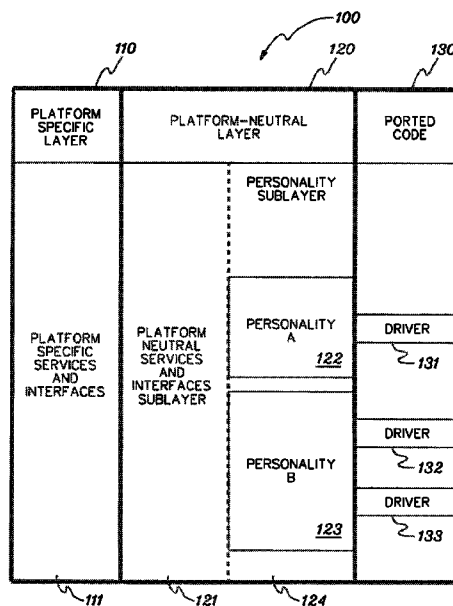 100
110
120
130
PLATFORM
SPECIFIC
LAYER
PLATFORM-NEUTRAL
LAYER
PORTED
CODE
PERSONALITY
SUBLAYER
PLATFORM
SPECIFIC
SERVICES
AND
INTERFACES
PLATFORM
NEUTRAL
SERVICES
AND
INTERFACES
SUBLAYER
PERSONALITY
A
122
DRIVER
131
PERSONALITY
B
123
DRIVER
132
DRIVER
133
111
121
124